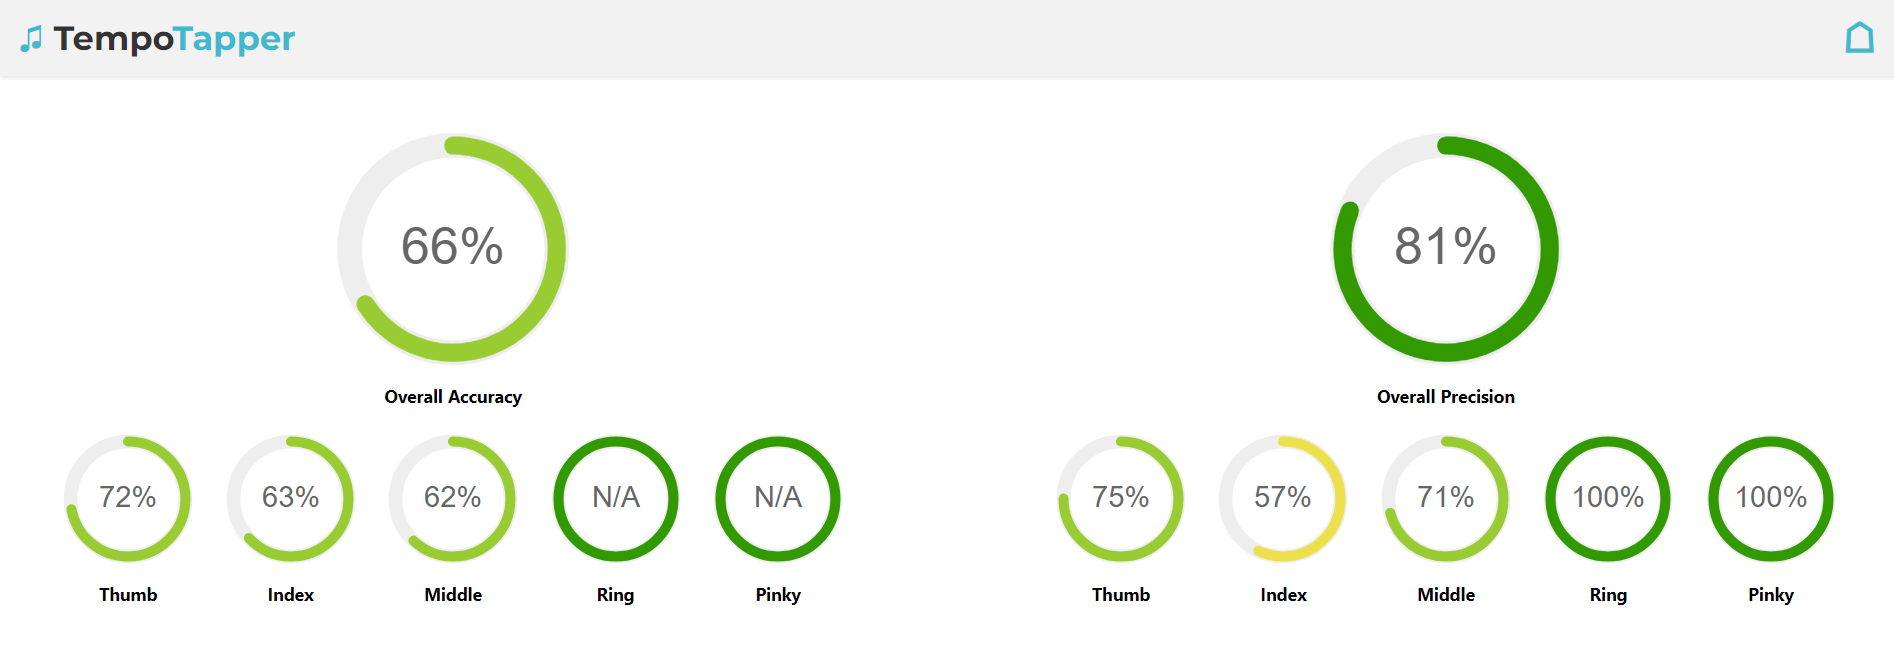 TempoTapper
66%
81%
Overall Accuracy
Overall Precision
72% 63% 62% N/A N/A
75% 57% 71% 100% 100%
Thumb Index Middle Ring Pinky
Thumb Index Middle Ring Pinky